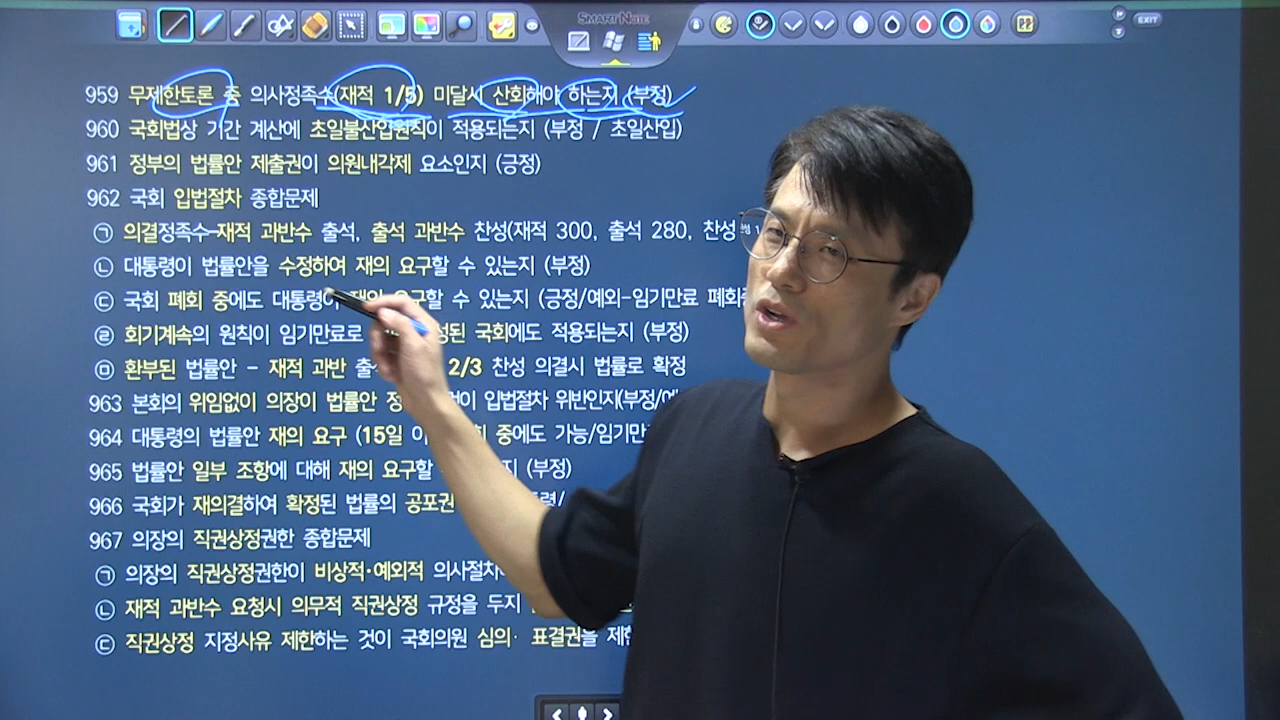 SMART NOTE
EXIT
959 무제한토론 중 의사정족수(재적 1/5) 미달시 산회해야 하는지 (부정)
960 국회법상 기간 계산에 초일불산입원칙이 적용되는지 (부정 / 초일산입)
961 정부의 법률안 제출권이 의원내각제 요소인지 (긍정)
962 국회 입법절차 종합문제
㉠ 의결정족수-재적 과반수 출석, 출석 과반수 찬성(재적 300, 출석 280, 찬성
㉡ 대통령이 법률안을 수정하여 재의 요구할 수 있는지 (부정)
㉢ 국회 폐회 중에도 대통령이 재의 요구할 수 있는지 (긍정/예외-임기만료 폐회
㉣ 회기계속의 원칙이 임기만료로 성된 국회에도 적용되는지 (부정)
㉤ 환부된 법률안 - 재적 과반 출 2/3 찬성 의결시 법률로 확정
963 본회의 위임없이 의장이 법률안 정 것이 입법절차 위반인지(부정/예
964 대통령의 법률안 재의 요구 (15일 이 회 중에도 가능/임기만
965 법률안 일부 조항에 대해 재의 요구할 지 (부정)
966 국회가 재의결하여 확정된 법률의 공포권 통령/
967 의장의 직권상정권한 종합문제
㉠ 의장의 직권상정권한이 비상적·예외적 의사절차
㉡ 재적 과반수 요청시 의무적 직권상정 규정을 두지
㉢ 직권상정 지정사유 제한하는 것이 국회의원 심의· 표결권을 제한